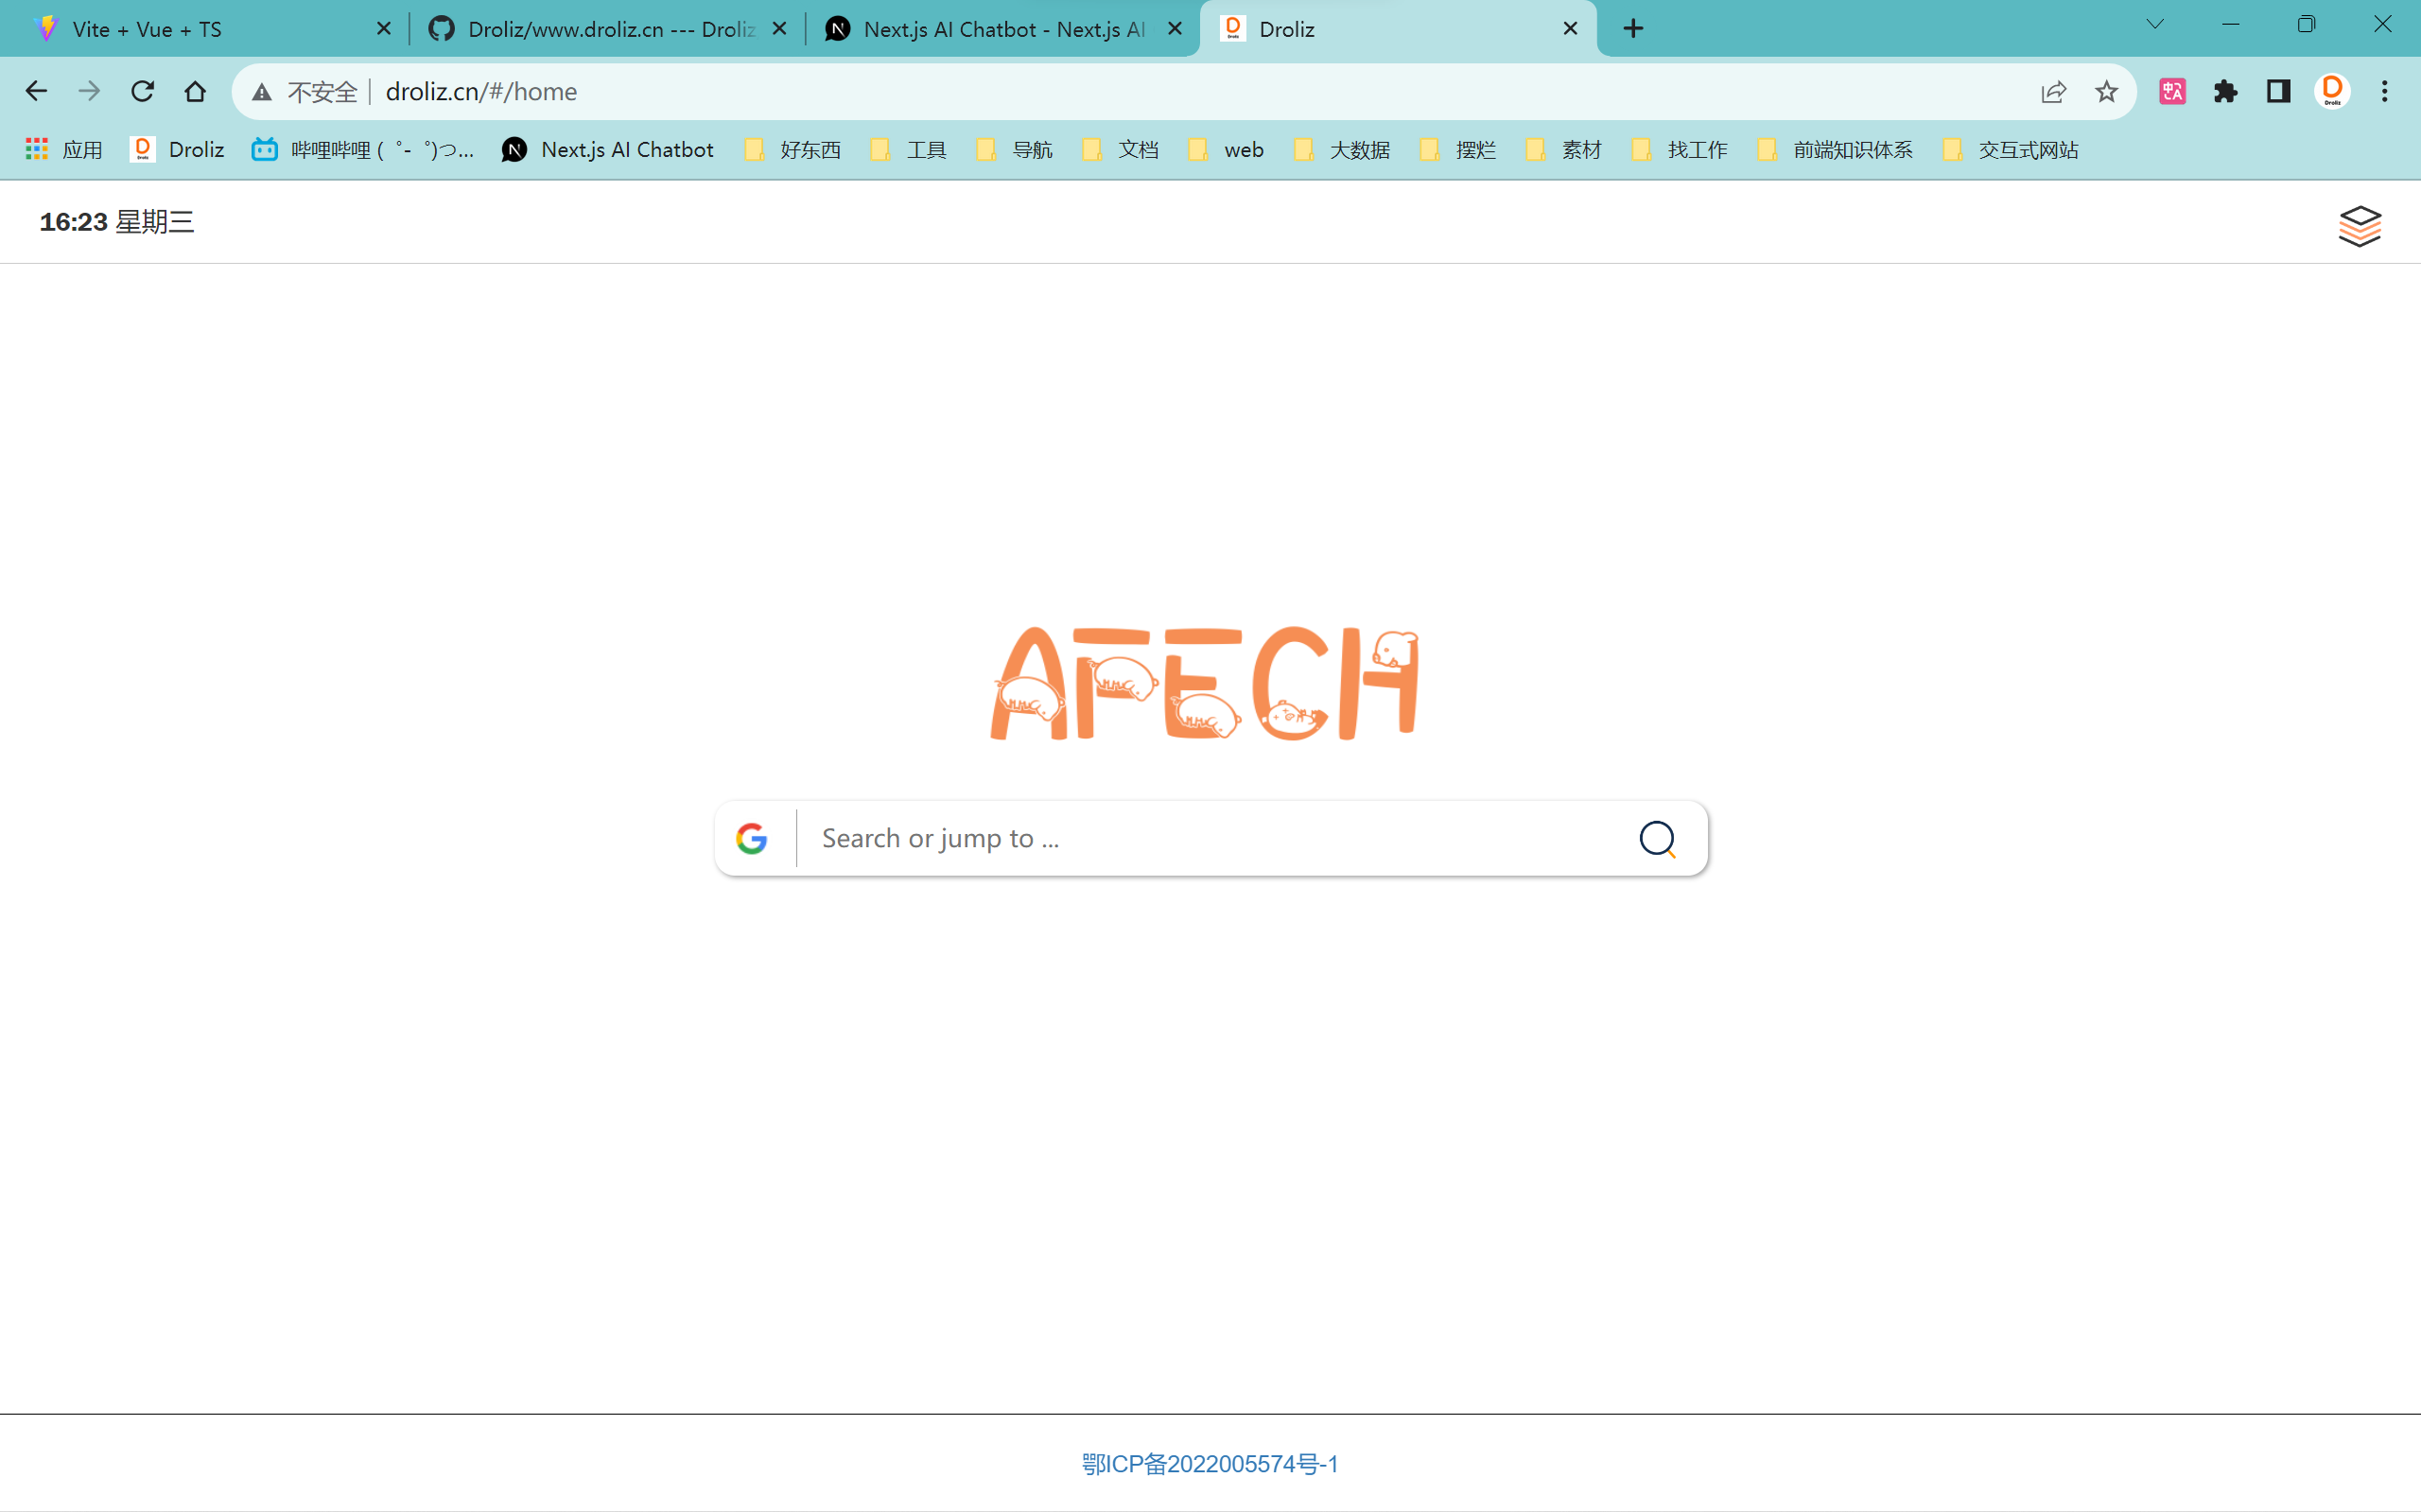 Vite + Vue + TS
Droliz/www.droliz.cn --- Droliz
Next.js AI Chatbot - Next.js AI
Droliz
不安全 droliz.cn/#/home
应用 Droliz 哔哩哔哩 (゜-゜)つ... Next.js AI Chatbot 好东西 工具 导航 文档 web 大数据 摆烂 素材 找工作 前端知识体系 交互式网站
16:23 星期三
AFECH
Search or jump to ...
鄂ICP备2022005574号-1